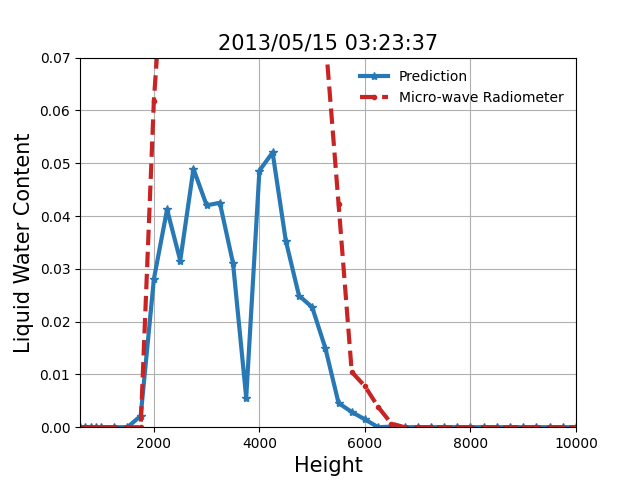 2013/05/15 03:23:37
Prediction
Micro-wave Radiometer
Liquid Water Content
0.07
0.06
0.05
0.04
0.03
0.02
0.01
0.00
2000 4000 6000 8000 10000
Height